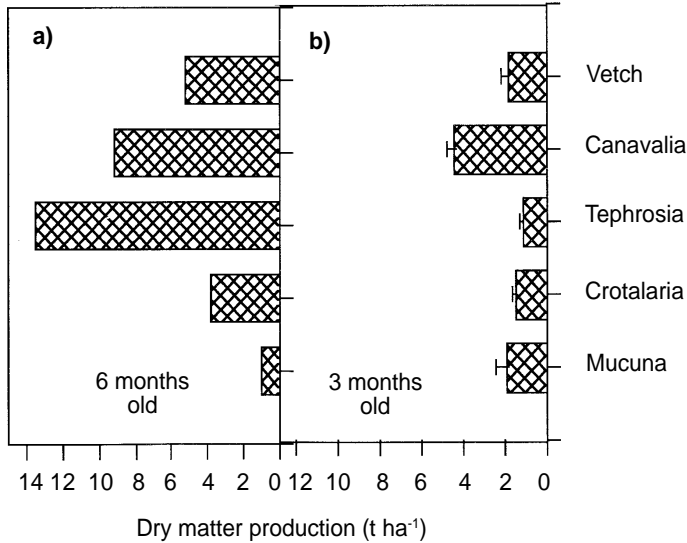 a)
b)
Vetch
Canavalia
Tephrosia
Crotalaria
Mucuna
6 months
old
3 months
old
14 12 10 8 6 4 2 0
12 10 8 6 4 2 0
Dry matter production (t ha⁻¹)